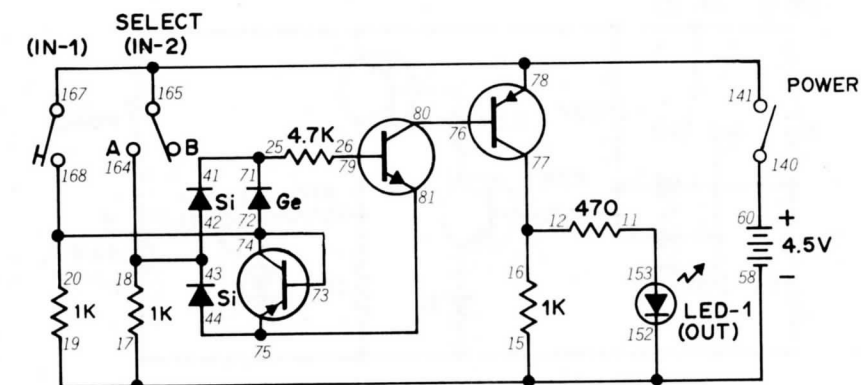 SELECT
(IN-1) (IN-2)
167 165 78
141 POWER
H A B 80
164 4.7K 76
168 25 26 79 77 140
41 71 81
Si Ge 470
42 72 12 11 60 +
74 4.5V
20 18 43 16 153 58 −
1K 1K Si 73 1K LED-1
44 (OUT)
19 17 75 15 152